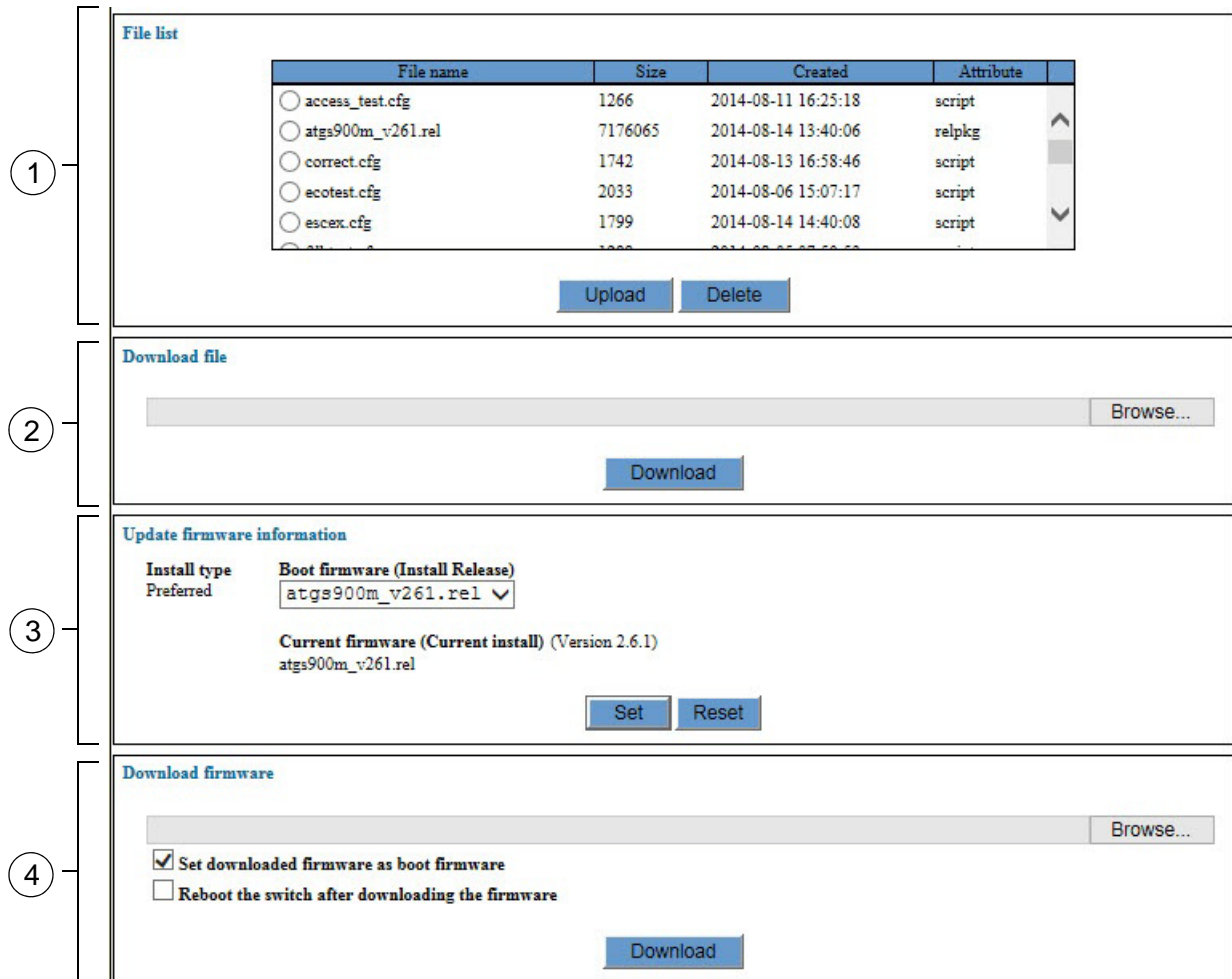 1
File list
File name Size Created Attribute
access_test.cfg 1266 2014-08-11 16:25:18 script
atgs900m_v261.rel 7176065 2014-08-14 13:40:06 relpkg
correct.cfg 1742 2014-08-13 16:58:46 script
ecotest.cfg 2033 2014-08-06 15:07:17 script
escex.cfg 1799 2014-08-14 14:40:08 script
Upload Delete
2
Download file
Browse...
Download
3
Update firmware information
Install type Boot firmware (Install Release)
Preferred atgs900m_v261.rel
Current firmware (Current install) (Version 2.6.1)
atgs900m_v261.rel
Set Reset
4
Download firmware
Browse...
Set downloaded firmware as boot firmware
Reboot the switch after downloading the firmware
Download